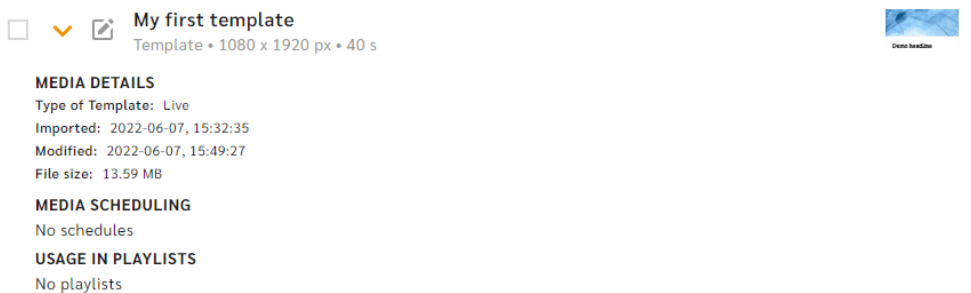 My first template
Template • 1080 x 1920 px • 40 s
Demo headline
MEDIA DETAILS
Type of Template: Live
Imported: 2022-06-07, 15:32:35
Modified: 2022-06-07, 15:49:27
File size: 13.59 MB
MEDIA SCHEDULING
No schedules
USAGE IN PLAYLISTS
No playlists